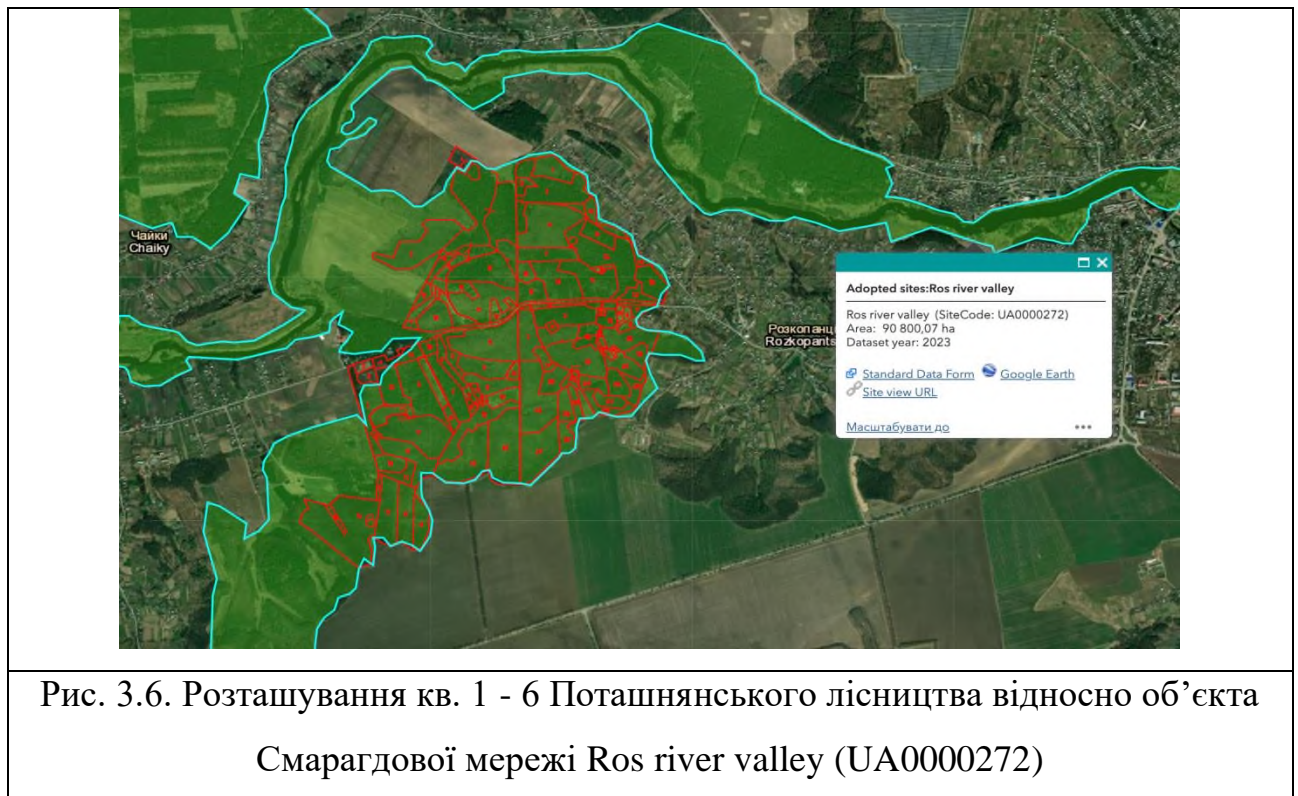 Чайки
Chaiky
Розкопанц
Rozkopants
Adopted sites:Ros river valley
Ros river valley (SiteCode: UA0000272)
Area: 90 800,07 ha
Dataset year: 2023
Standard Data Form Google Earth
Site view URL
Масштабувати до
Рис. 3.6. Розташування кв. 1 - 6 Поташнянського лісництва відносно об’єкта
Смарагдової мережі Ros river valley (UA0000272)